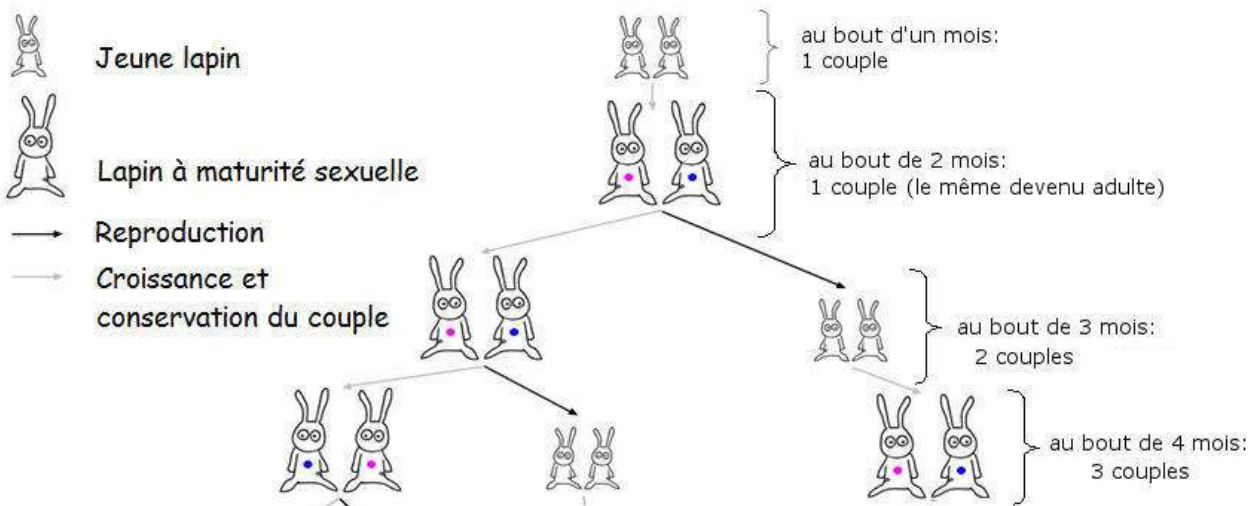 Jeune lapin
Lapin à maturité sexuelle
Reproduction
Croissance et
conservation du couple
au bout d'un mois:
1 couple
au bout de 2 mois:
1 couple (le même devenu adulte)
au bout de 3 mois:
2 couples
au bout de 4 mois:
3 couples